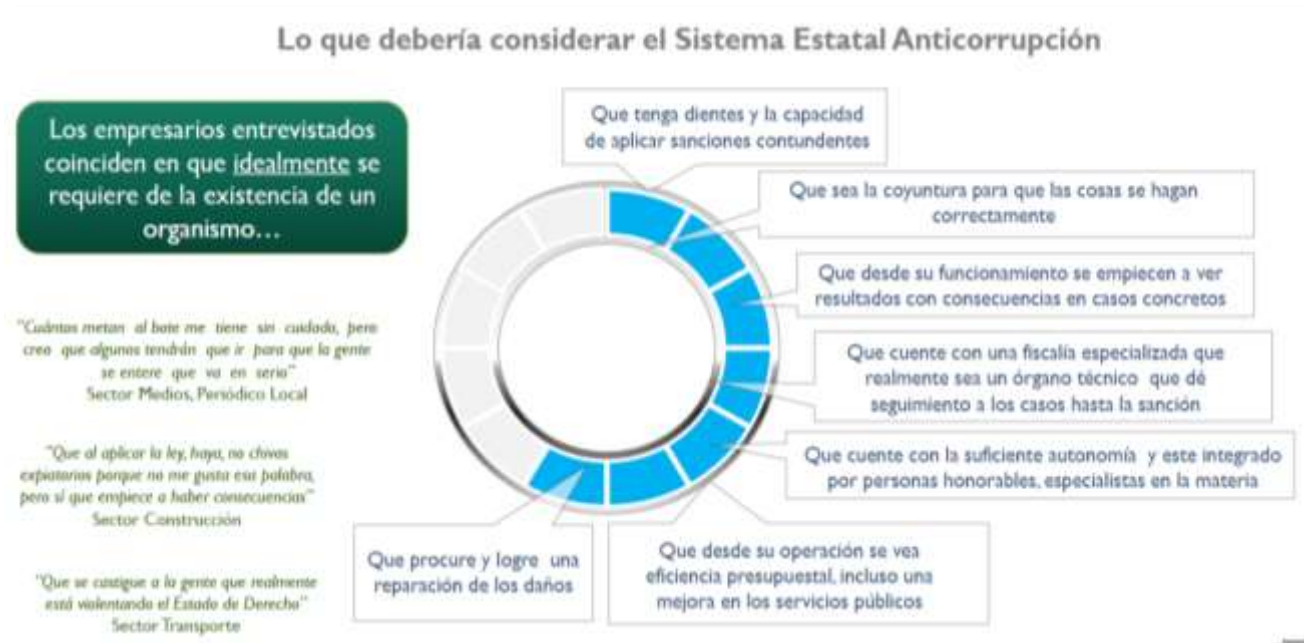 Lo que debería considerar el Sistema Estatal Anticorrupción
Los empresarios entrevistados
coinciden en que idealmente se
requiere de la existencia de un
organismo…
"Cuántos metan al bote me tiene sin cuidado, pero
creo que algunos tendrán que ir para que la gente
se entere que va en serio"
Sector Medios, Periódico Local
"Que al aplicar la ley, haya, no chivos
expiatorios porque no me gusta esa palabra,
pero sí que empiece a haber consecuencias"
Sector Construcción
"Que se castigue a la gente que realmente
está violentando el Estado de Derecho"
Sector Transporte
Que tenga dientes y la capacidad
de aplicar sanciones contundentes
Que sea la coyuntura para que las cosas se hagan
correctamente
Que desde su funcionamiento se empiecen a ver
resultados con consecuencias en casos concretos
Que cuente con una fiscalía especializada que
realmente sea un órgano técnico que dé
seguimiento a los casos hasta la sanción
Que cuente con la suficiente autonomía y este integrado
por personas honorables, especialistas en la materia
Que desde su operación se vea
eficiencia presupuestal, incluso una
mejora en los servicios públicos
Que procure y logre una
reparación de los daños